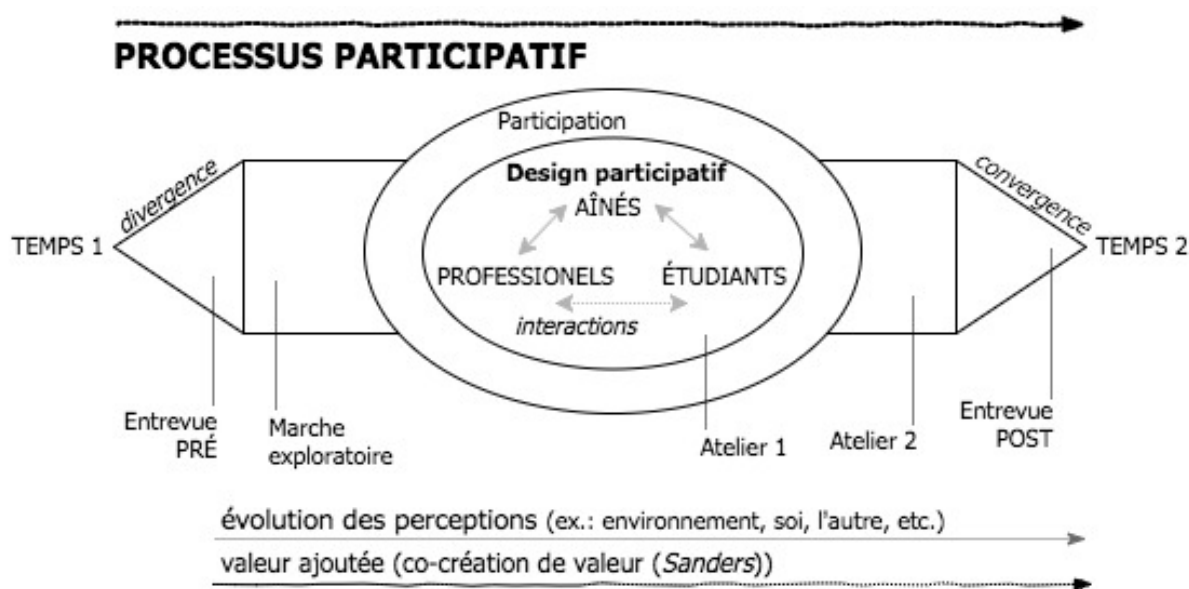 PROCESSUS PARTICIPATIF
Participation
Design participatif
AÎNÉS
PROFESSIONELS
ÉTUDIANTS
interactions
divergence
convergence
TEMPS 1
TEMPS 2
Entrevue
PRÉ
Marche
exploratoire
Atelier 1
Atelier 2
Entrevue
POST
évolution des perceptions (ex.: environnement, soi, l'autre, etc.)
valeur ajoutée (co-création de valeur (Sanders))